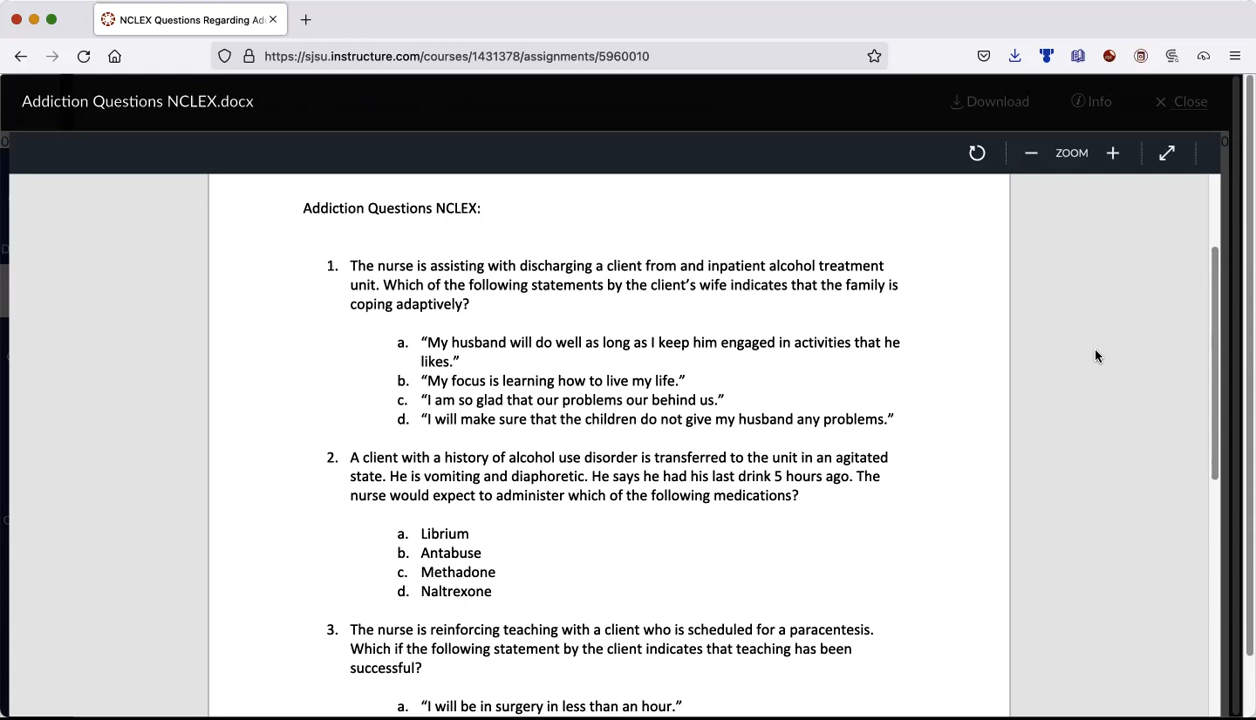 NCLEX Questions Regarding Ad
https://sjsu.instructure.com/courses/1431378/assignments/5960010
Addiction Questions NCLEX.docx
Download
Info
Close
ZOOM
Addiction Questions NCLEX:
1. The nurse is assisting with discharging a client from and inpatient alcohol treatment
unit. Which of the following statements by the client's wife indicates that the family is
coping adaptively?
a. “My husband will do well as long as I keep him engaged in activities that he
likes.”
b. “My focus is learning how to live my life.”
c. “I am so glad that our problems our behind us.”
d. “I will make sure that the children do not give my husband any problems.”
2. A client with a history of alcohol use disorder is transferred to the unit in an agitated
state. He is vomiting and diaphoretic. He says he had his last drink 5 hours ago. The
nurse would expect to administer which of the following medications?
a. Librium
b. Antabuse
c. Methadone
d. Naltrexone
3. The nurse is reinforcing teaching with a client who is scheduled for a paracentesis.
Which if the following statement by the client indicates that teaching has been
successful?
a. “I will be in surgery in less than an hour.”